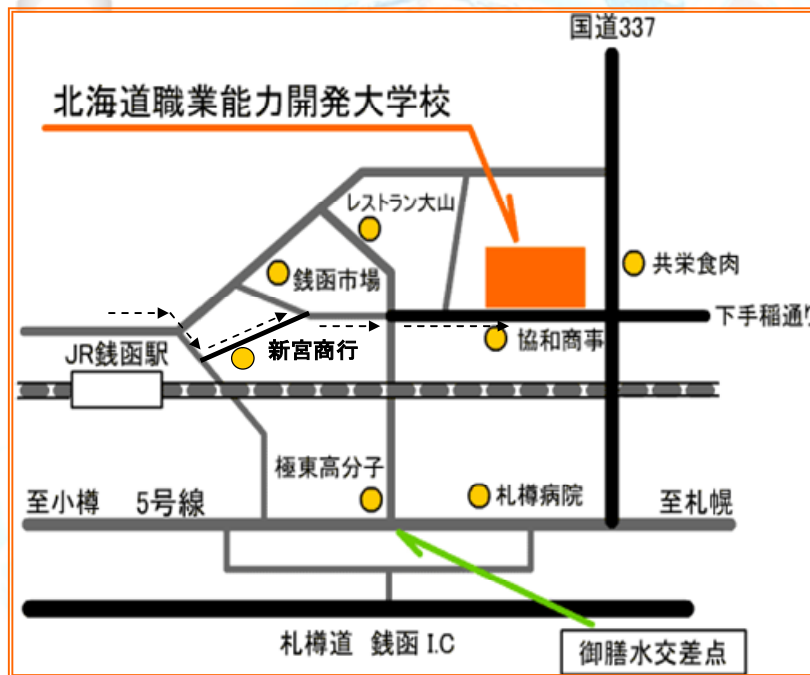 国道337
北海道職業能力開発大学校
レストラン大山
銭函市場
共栄食肉
下手稲通り
JR銭函駅
新宮商行
協和商事
極東高分子
札樽病院
至小樽 5号線
至札幌
札樽道 銭函 I.C
御膳水交差点